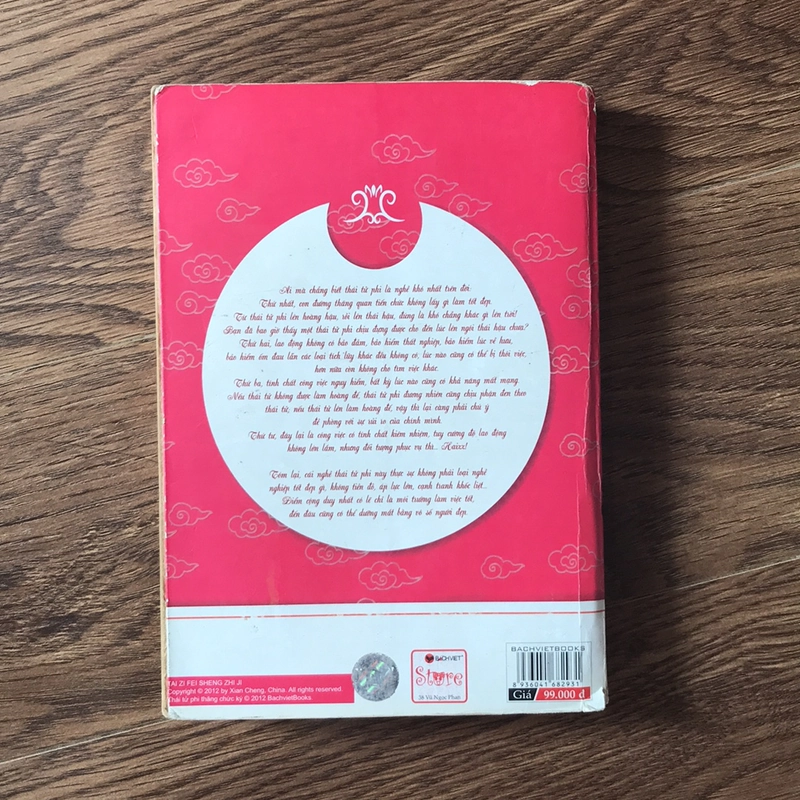 Ai mà chẳng biết thái tử phi là nghề khó nhất trên đời:
Thứ nhất, con đường thăng quan tiến chức không lấy gì làm tốt đẹp.
Từ thái tử phi lên hoàng hậu, rồi lên thái hậu, đúng là khó chẳng khác gì lên trời!
Bạn đã bao giờ thấy một thái tử phi chịu đựng được cho đến lúc lên ngôi thái hậu chưa?
Thứ hai, lao động không có bảo đảm, bảo hiểm thất nghiệp, bảo hiểm lúc về hưu,
bảo hiểm ốm đau lẫn các loại tích lũy khác đều không có, lúc nào cũng có thể bị thôi việc,
hơn nữa còn không cho tìm việc khác.
Thứ ba, tính chất công việc nguy hiểm, bất kỳ lúc nào cũng có khả năng mất mạng.
Nếu thái tử không được làm hoàng đế, thái tử phi đương nhiên cũng chịu phận đen theo
thái tử, nếu thái tử lên làm hoàng đế, vậy thì lại càng phải chú ý
đề phòng với sự rủi ro của chính mình.
Thứ tư, đây lại là công việc có tính chất kiêm nhiệm, tuy cường độ lao động
không lớn lắm, nhưng đối tượng phục vụ thì... Haizz!
Tóm lại, cái nghề thái tử phi này thực sự không phải loại nghề
nghiệp tốt đẹp gì, không tiền đồ, áp lực lớn, cạnh tranh khốc liệt...
Điểm cộng duy nhất có lẽ chỉ là môi trường làm việc tốt,
đến đâu cũng có thể dưỡng mắt bằng vô số người đẹp.
TAI ZI FEI SHENG ZHI JI
Copyright © 2012 by Xian Cheng, China. All rights reserved.
Thái tử phi thăng chức ký © 2012 BachvietBooks
BACHVIET
Store
26 Vũ Ngọc Phan
BACHVIETBOOKS
8 936041 682931
Giá 99.000 đ